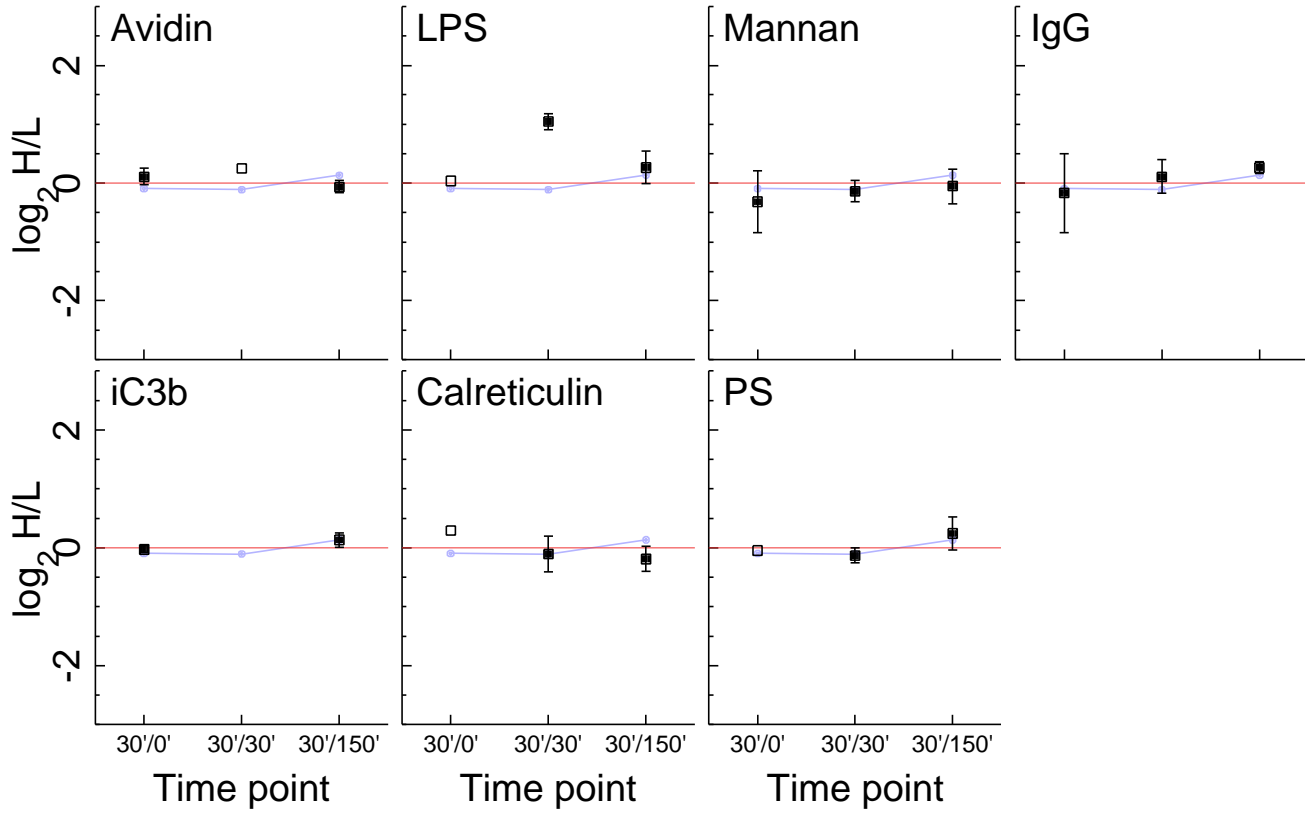 Avidin
LPS
Mannan
IgG
2
0
-2
log2 H/L
iC3b
Calreticulin
PS
2
0
-2
log2 H/L
30'/0' 30'/30' 30'/150'
30'/0' 30'/30' 30'/150'
30'/0' 30'/30' 30'/150'
Time point
Time point
Time point